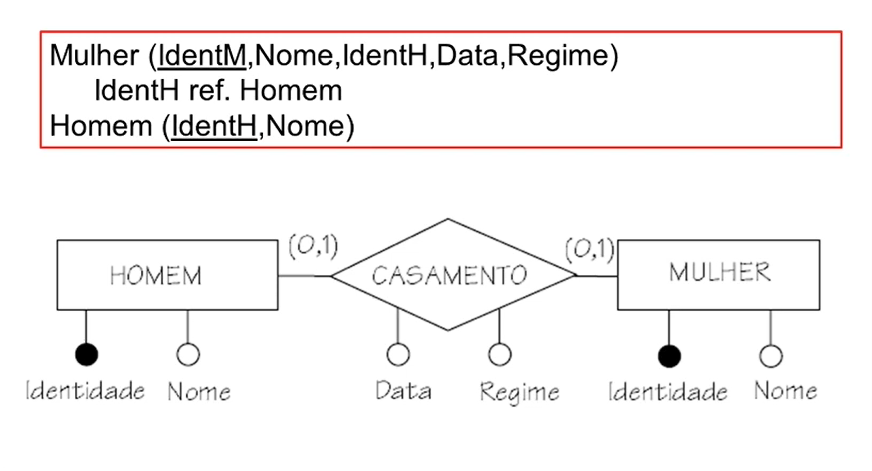 Mulher (IdentM,Nome,IdentH,Data,Regime)
IdentH ref. Homem
Homem (IdentH,Nome)
(0,1) (0,1)
HOMEM CASAMENTO MULHER
Identidade Nome Data Regime Identidade Nome